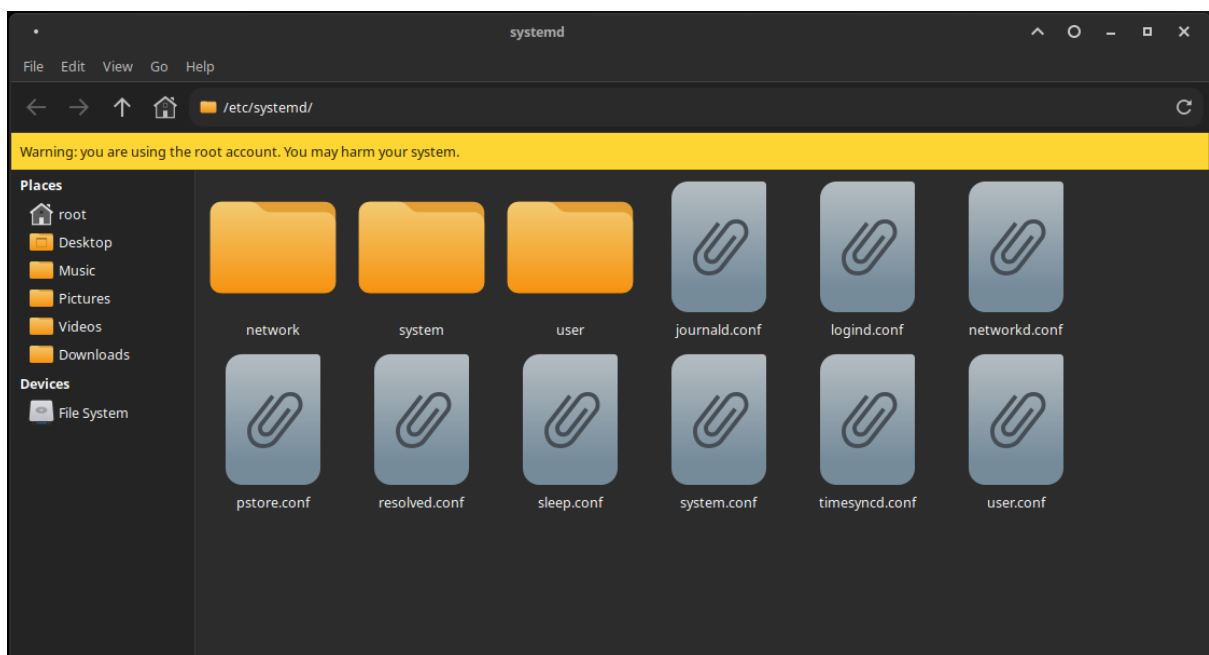 systemd
File Edit View Go Help
/etc/systemd/
Warning: you are using the root account. You may harm your system.
Places
root
Desktop
Music
Pictures
Videos
Downloads
Devices
File System
network system user journald.conf logind.conf networkd.conf
pstore.conf resolved.conf sleep.conf system.conf timesyncd.conf user.conf